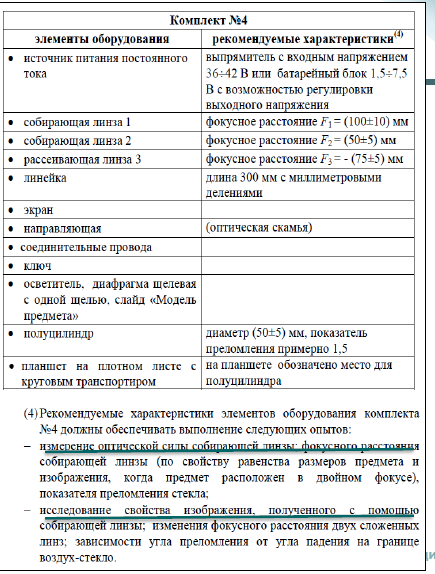 Комплект №4
элементы оборудования рекомендуемые характеристики(4)
• источник питания постоянного тока
выпрямитель с входным напряжением 36÷42 В или батарейный блок 1,5÷7,5 В с возможностью регулировки выходного напряжения
• собирающая линза 1 фокусное расстояние F1 = (100±10) мм
• собирающая линза 2 фокусное расстояние F2 = (50±5) мм
• рассеивающая линза 3 фокусное расстояние F3 = - (75±5) мм
• линейка
длина 300 мм с миллиметровыми делениями
• экран
• направляющая (оптическая скамья)
• соединительные провода
• ключ
• осветитель, диафрагма щелевая с одной щелью, слайд «Модель предмета»
• полуцилиндр
диаметр (50±5) мм, показатель преломления примерно 1,5
• планшет на плотном листе с круговым транспортиром
на планшете обозначено место для полуцилиндра
(4) Рекомендуемые характеристики элементов оборудования комплекта
№4 должны обеспечивать выполнение следующих опытов:
– измерение оптической силы собирающей линзы; фокусного расстояния
собирающей линзы (по свойству равенства размеров предмета и
изображения, когда предмет расположен в двойном фокусе),
показателя преломления стекла;
– исследование свойства изображения, полученного с помощью
собирающей линзы; изменения фокусного расстояния двух сложенных
линз; зависимости угла преломления от угла падения на границе
воздух-стекло.